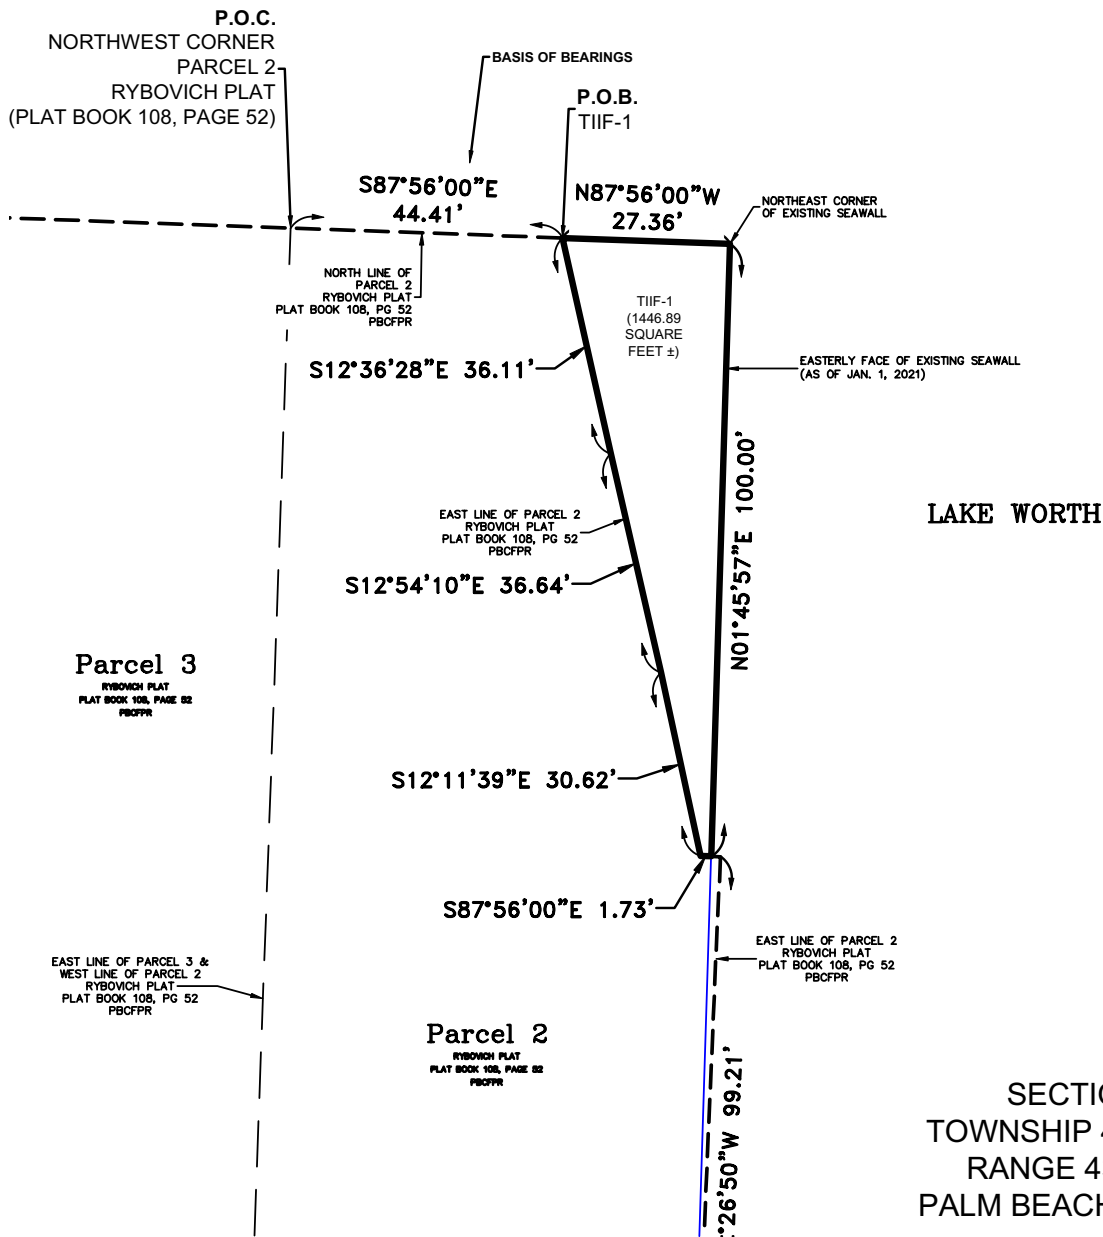 P.O.C.
NORTHWEST CORNER
PARCEL 2
RYBOVICH PLAT
(PLAT BOOK 108, PAGE 52)
BASIS OF BEARINGS
P.O.B.
TIIF-1
S87°56'00"E
44.41'
N87°56'00"W
27.36'
NORTHEAST CORNER
OF EXISTING SEAWALL
NORTH LINE OF
PARCEL 2
RYBOVICH PLAT
PLAT BOOK 108, PG 52
PBCFPR
TIIF-1
(1446.89
SQUARE
FEET ±)
S12°36'28"E 36.11'
EASTERLY FACE OF EXISTING SEAWALL
(AS OF JAN. 1, 2021)
N01°45'57"E 100.00'
EAST LINE OF PARCEL 2
RYBOVICH PLAT
PLAT BOOK 108, PG 52
PBCFPR
LAKE WORTH
S12°54'10"E 36.64'
Parcel 3
RYBOVICH PLAT
PLAT BOOK 108, PAGE 52
PBCFPR
S12°11'39"E 30.62'
S87°56'00"E 1.73'
EAST LINE OF PARCEL 2
RYBOVICH PLAT
PLAT BOOK 108, PG 52
PBCFPR
EAST LINE OF PARCEL 3 &
WEST LINE OF PARCEL 2
RYBOVICH PLAT
PLAT BOOK 108, PG 52
PBCFPR
Parcel 2
RYBOVICH PLAT
PLAT BOOK 108, PAGE 52
PBCFPR
°26'50"W 99.21'
SECTIO
TOWNSHIP 4
RANGE 4
PALM BEACH